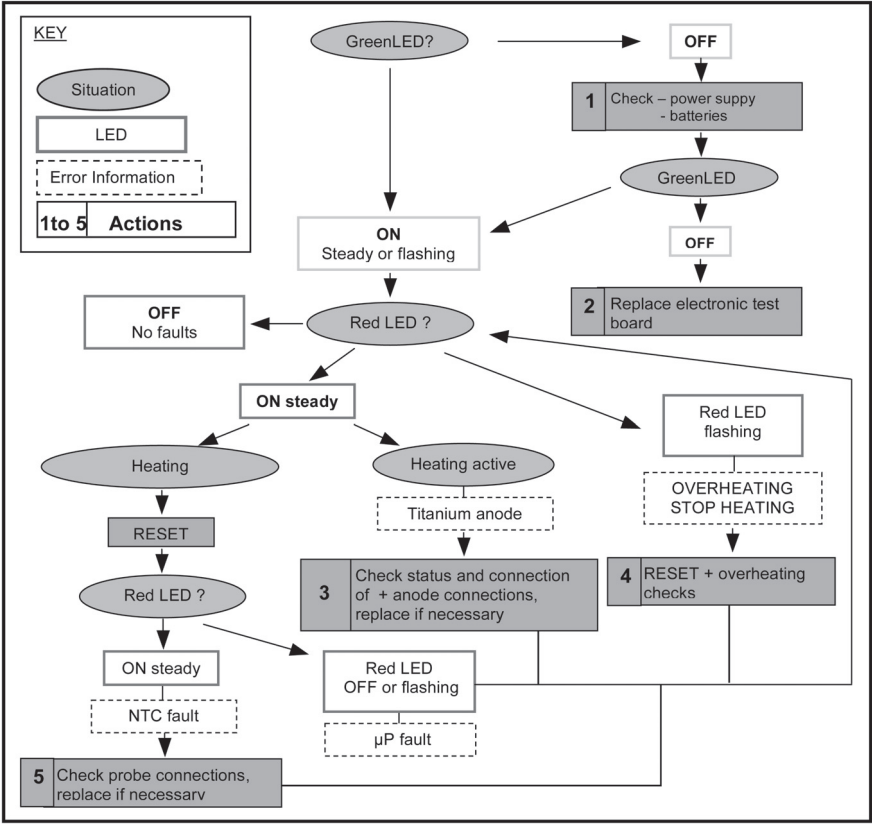 KEY
Situation
LED
Error Information
1to 5 Actions
GreenLED?
OFF
1 Check – power suppy
- batteries
GreenLED
OFF
2 Replace electronic test
board
ON
Steady or flashing
OFF
No faults
Red LED ?
ON steady
Heating
RESET
Red LED ?
ON steady
NTC fault
5 Check probe connections,
replace if necessary
Heating active
Titanium anode
3 Check status and connection
of + anode connections,
replace if necessary
Red LED
OFF or flashing
µP fault
Red LED
flashing
OVERHEATING
STOP HEATING
4 RESET + overheating
checks